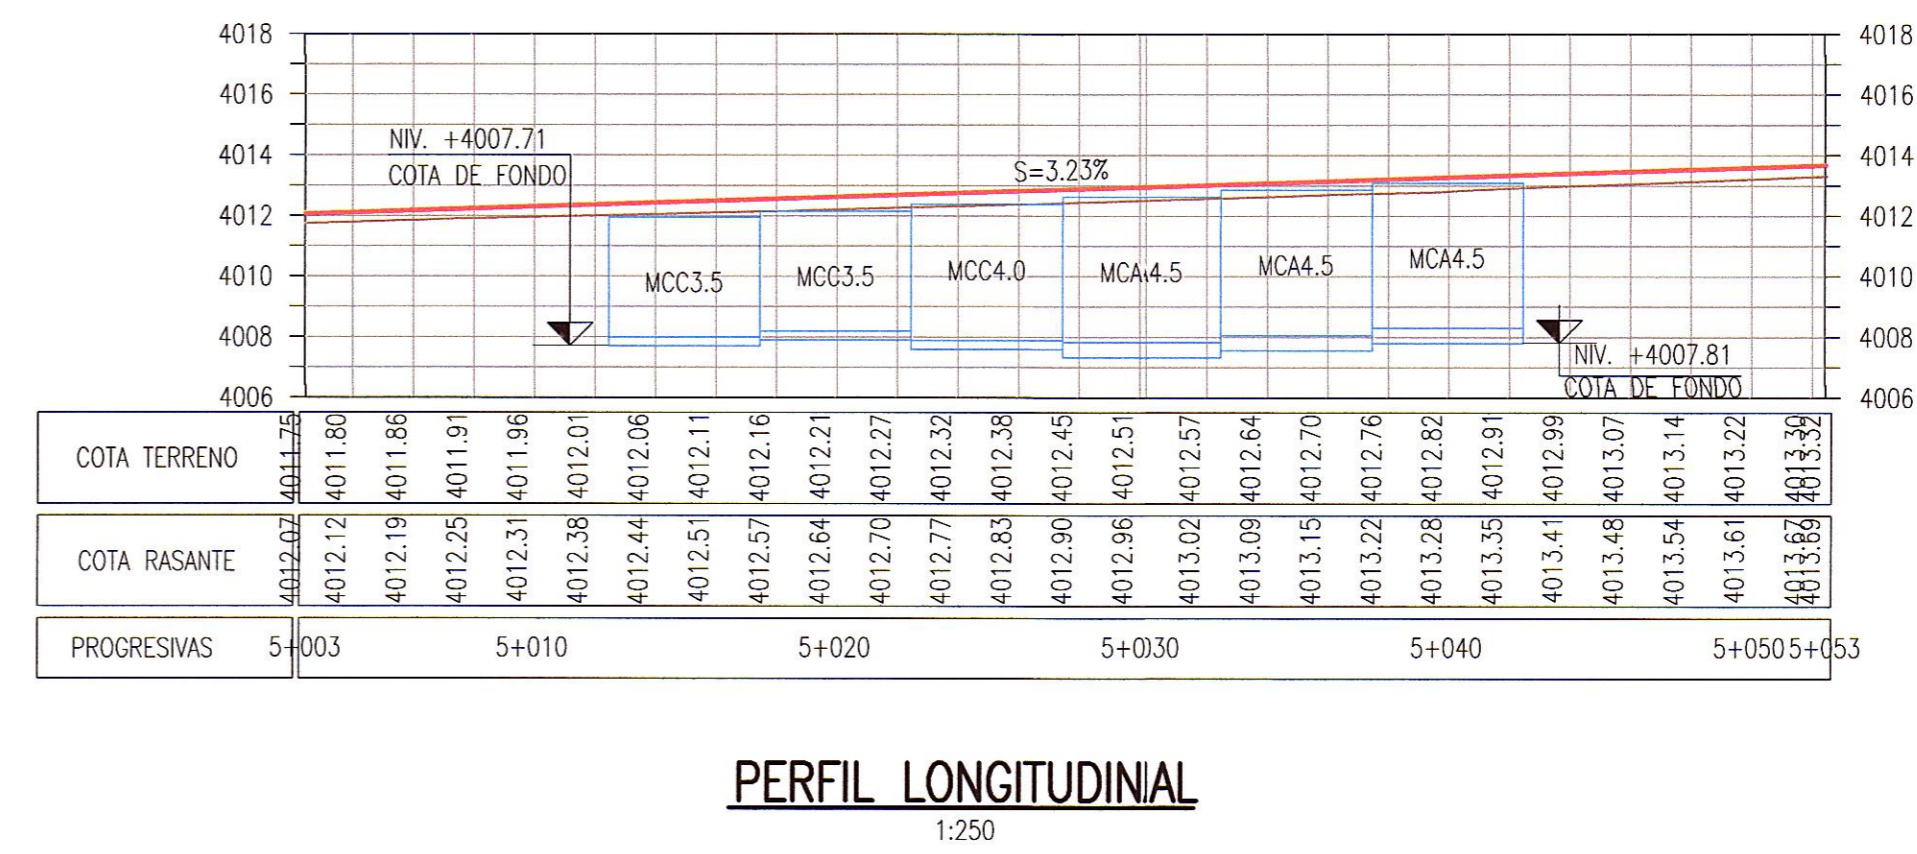 4018 4018
4016 4016
NIV. +4007.71
4014 4014
COTA DE FONDO
S=3.23%
4012 4012
MCC3.5 MCC3.5 MCC4.0 MCA4.5 MCA4.5 MCA4.5
4010 4010
4008 4008
NIV. +4007.81
COTA DE FONDO
4006 4006
COTA TERRENO 4011.75 4011.80 4011.86 4011.91 4011.96 4012.01 4012.06 4012.11 4012.16 4012.21 4012.27 4012.32 4012.38 4012.45 4012.51 4012.57 4012.64 4012.70 4012.76 4012.82 4012.91 4012.99 4013.07 4013.14 4013.22 4013.30 4013.32
COTA RASANTE 4012.07 4012.12 4012.19 4012.25 4012.31 4012.38 4012.44 4012.51 4012.57 4012.64 4012.70 4012.77 4012.83 4012.90 4012.96 4013.02 4013.09 4013.15 4013.22 4013.28 4013.35 4013.41 4013.48 4013.54 4013.61 4013.67 4013.69
PROGRESIVAS 5+003 5+010 5+020 5+030 5+040 5+050 5+053
PERFIL LONGITUDINAL
1:250